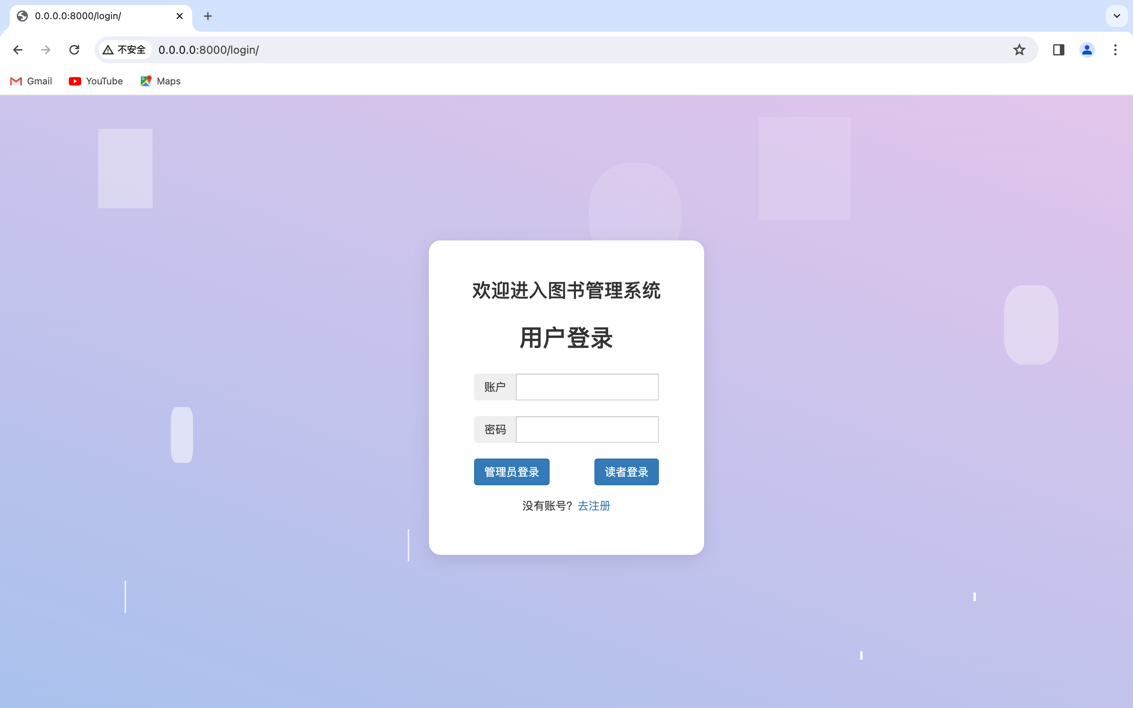 0.0.0.0:8000/login/
不安全 0.0.0.0:8000/login/
Gmail YouTube Maps
欢迎进入图书管理系统
用户登录
账户
密码
管理员登录 读者登录
没有账号? 去注册